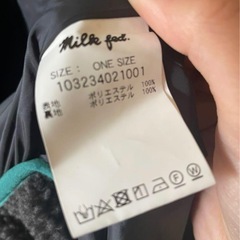 Milk fed.
SIZE : ONE SIZE
103234021001
表地 ポリエステル 100%
裏地 ポリエステル 100%